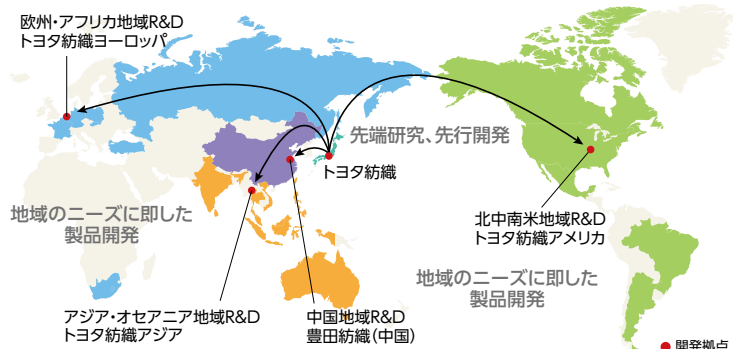 欧州・アフリカ地域R&D
トヨタ紡織ヨーロッパ
先端研究、先行開発
トヨタ紡織
地域のニーズに即した
製品開発
北中南米地域R&D
トヨタ紡織アメリカ
地域のニーズに即した
製品開発
アジア・オセアニア地域R&D
トヨタ紡織アジア
中国地域R&D
豊田紡織（中国）
開発拠点